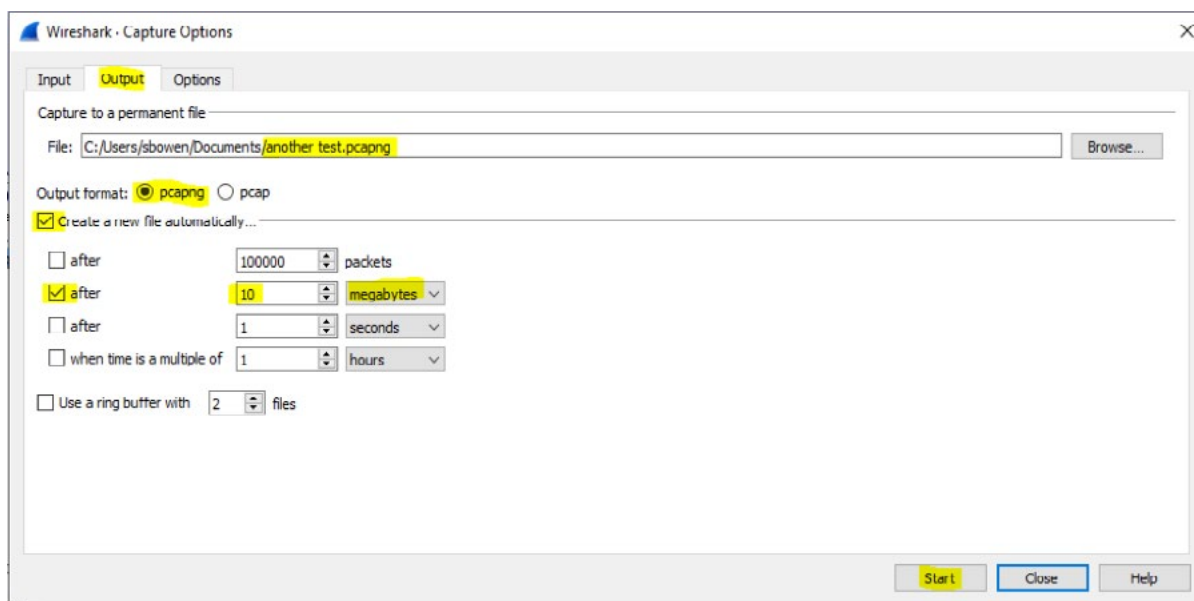 Wireshark · Capture Options
Input Output Options
Capture to a permanent file
File: C:/Users/sbowen/Documents/another test.pcapng Browse...
Output format: pcapng pcap
Create a new file automatically...
after 100000 packets
after 10 megabytes
after 1 seconds
when time is a multiple of 1 hours
Use a ring buffer with 2 files
Start Close Help